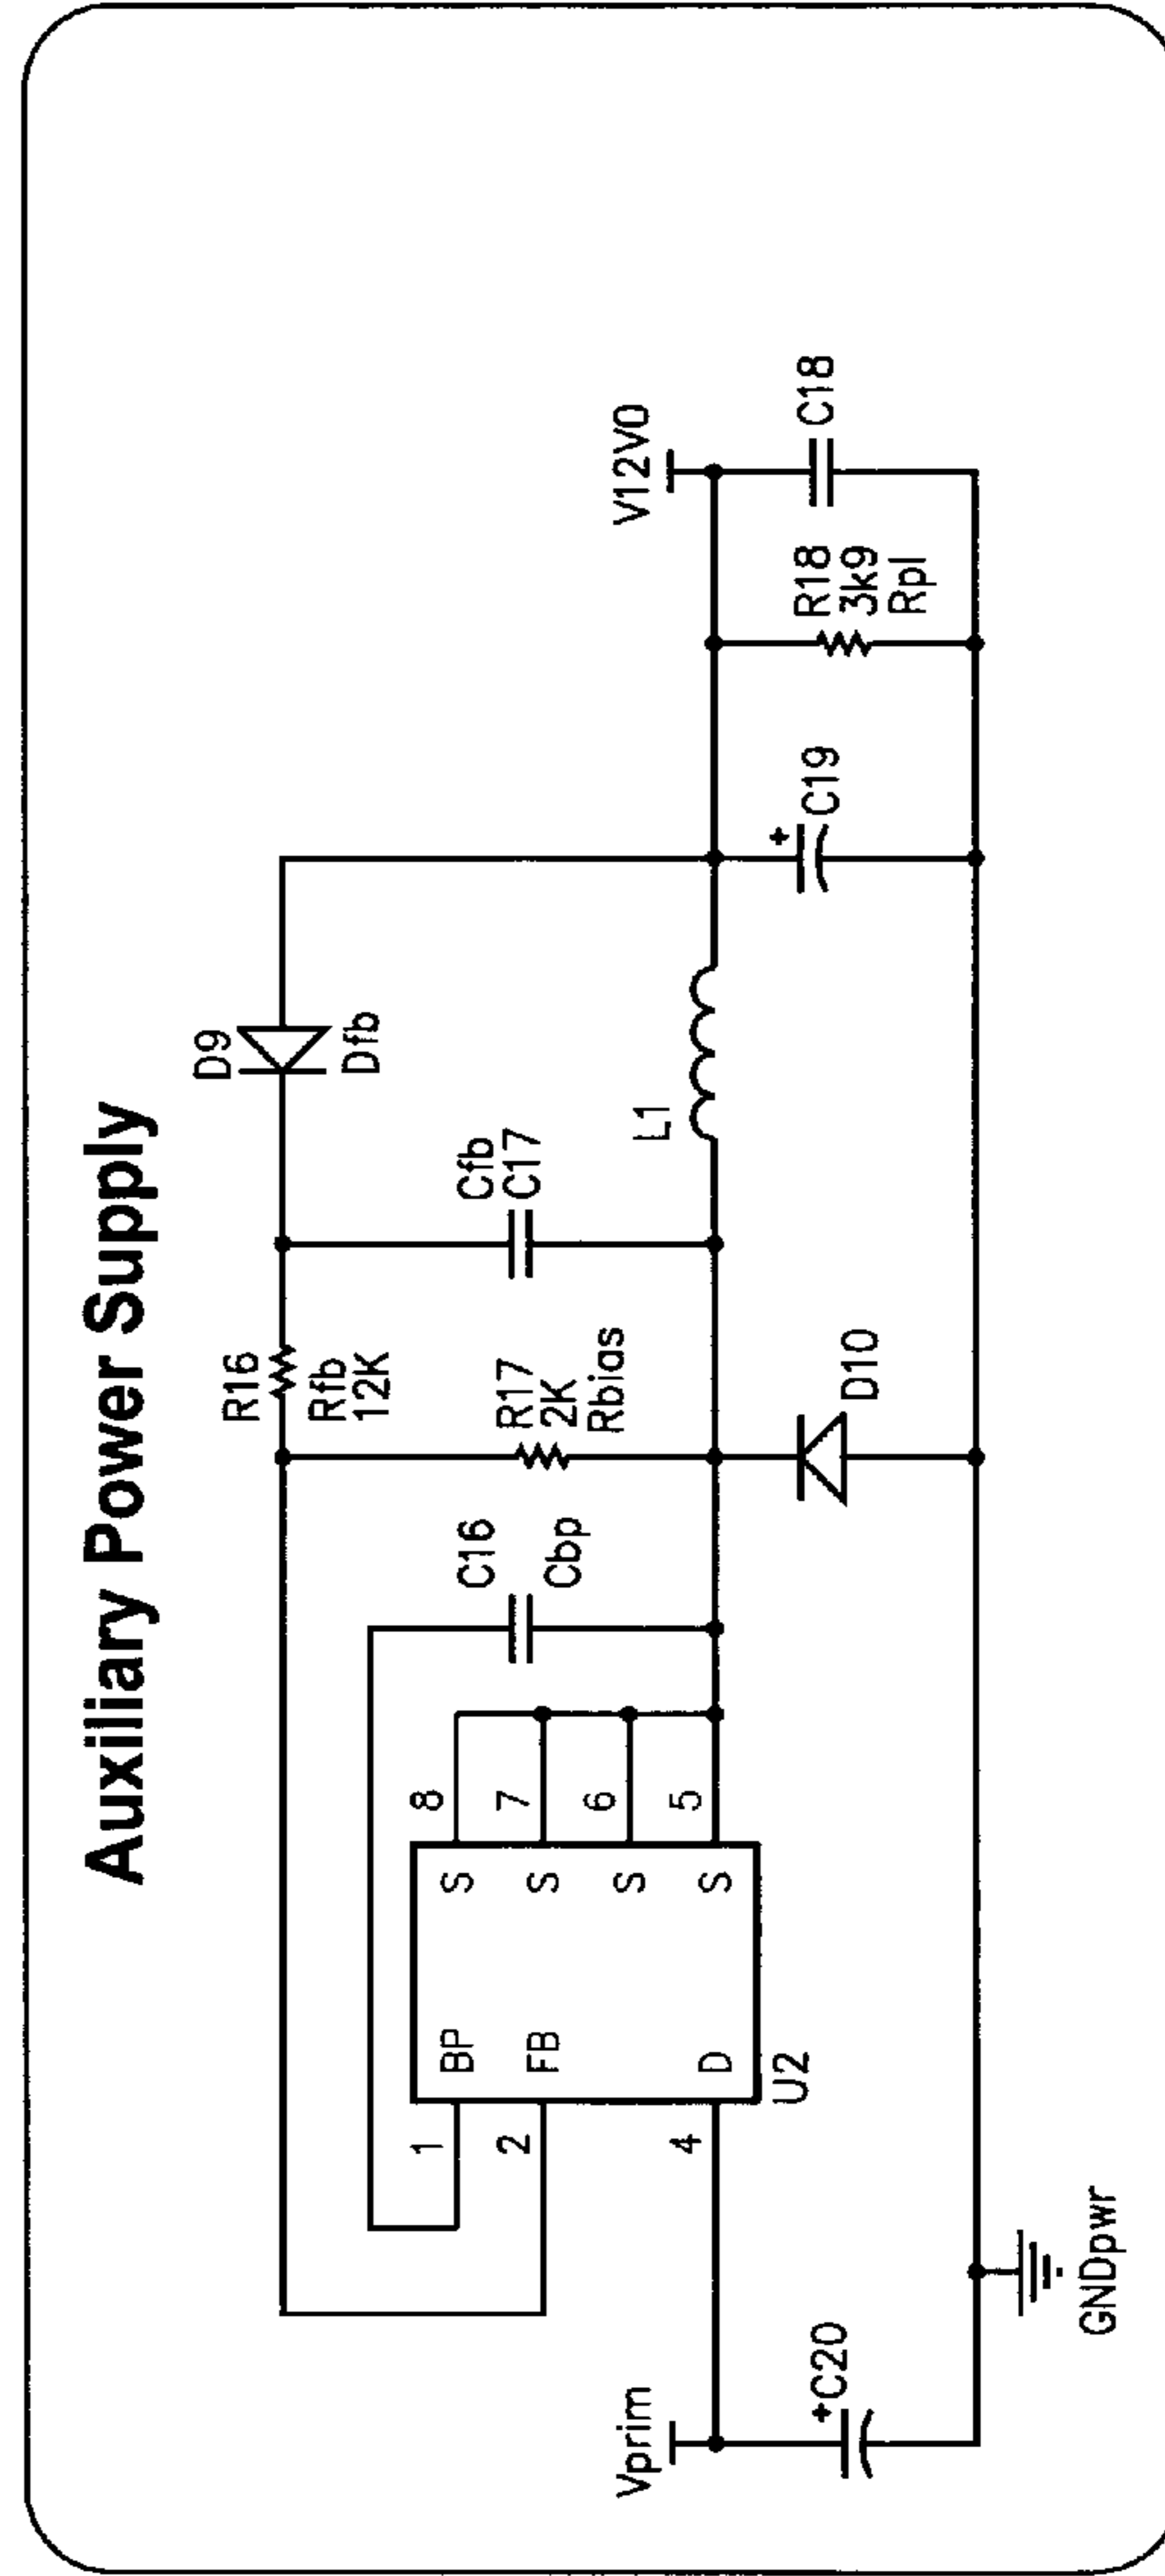 Auxiliary Power Supply
D9
Dfb
R16
Rfb
12K
Cfb
C17
R17
2K
Rbias
C16
Cbp
L1
V12V0
C18
R18
3k9
Rpl
+
C19
D10
1
2
4
BP
FB
D
S
S
S
S
8
7
6
5
U2
Vprim
+C20
GNDpwr